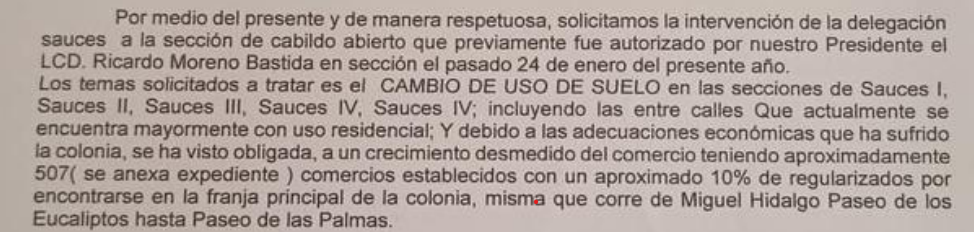 Por medio del presente y de manera respetuosa, solicitamos la intervención de la delegación
sauces a la sección de cabildo abierto que previamente fue autorizado por nuestro Presidente el
LCD. Ricardo Moreno Bastida en sección el pasado 24 de enero del presente año.
Los temas solicitados a tratar es el CAMBIO DE USO DE SUELO en las secciones de Sauces I,
Sauces II, Sauces III, Sauces IV, Sauces IV; incluyendo las entre calles Que actualmente se
encuentra mayormente con uso residencial; Y debido a las adecuaciones económicas que ha sufrido
la colonia, se ha visto obligada, a un crecimiento desmedido del comercio teniendo aproximadamente
507( se anexa expediente ) comercios establecidos con un aproximado 10% de regularizados por
encontrarse en la franja principal de la colonia, misma que corre de Miguel Hidalgo Paseo de los
Eucaliptos hasta Paseo de las Palmas.